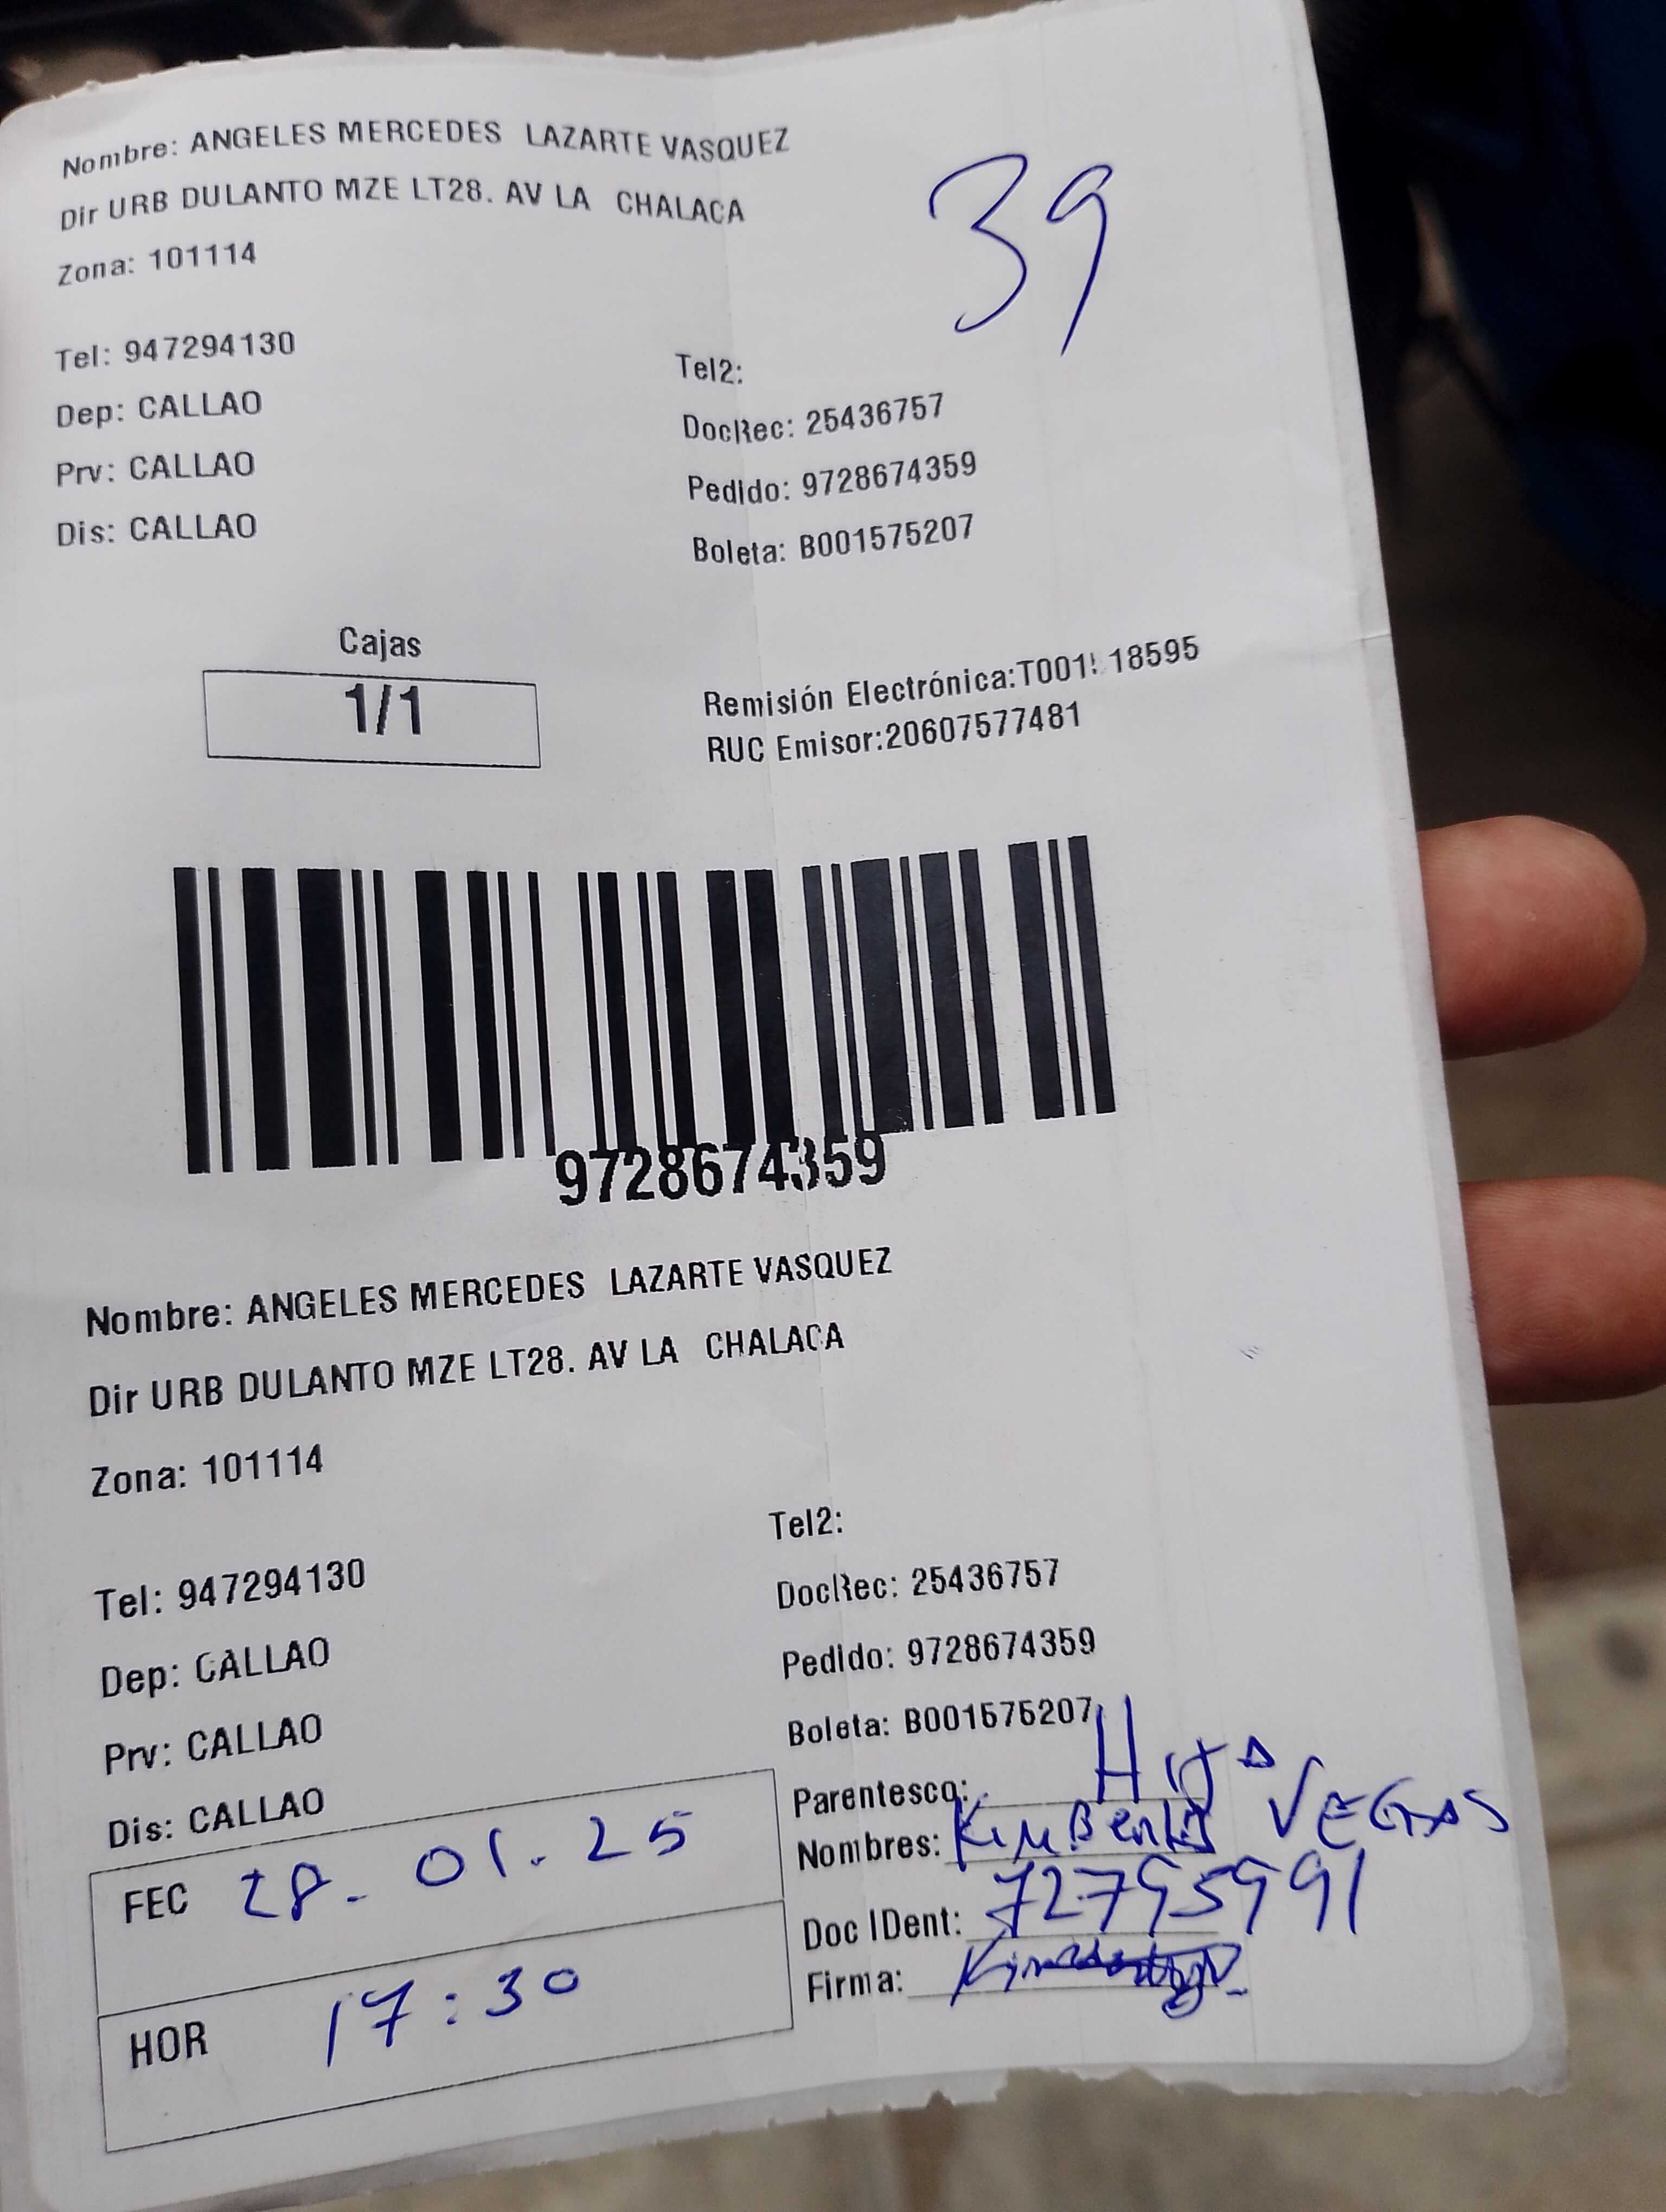 Nombre: ANGELES MERCEDES LAZARTE VASQUEZ
Dir URB DULANTO MZE LT28. AV LA CHALACA
Zona: 101114
39
Tel: 947294130
Tel2:
Dep: CALLAO
DocRec: 25436757
Prv: CALLAO
Pedido: 9728674359
Dis: CALLAO
Boleta: B001575207
Cajas
1/1
Remisión Electrónica:T001 18595
RUC Emisor:20607577481
9728674359
Nombre: ANGELES MERCEDES LAZARTE VASQUEZ
Dir URB DULANTO MZE LT28. AV LA CHALACA
Zona: 101114
Tel2:
Tel: 947294130
DocRec: 25436757
Dep: CALLAO
Pedido: 9728674359
Prv: CALLAO
Boleta: B001575207
Dis: CALLAO
Parentesco: Hija
Nombres: Kimberly VEGAS
FEC 28.01.25
Doc IDent:
Firma:
HOR 17:30